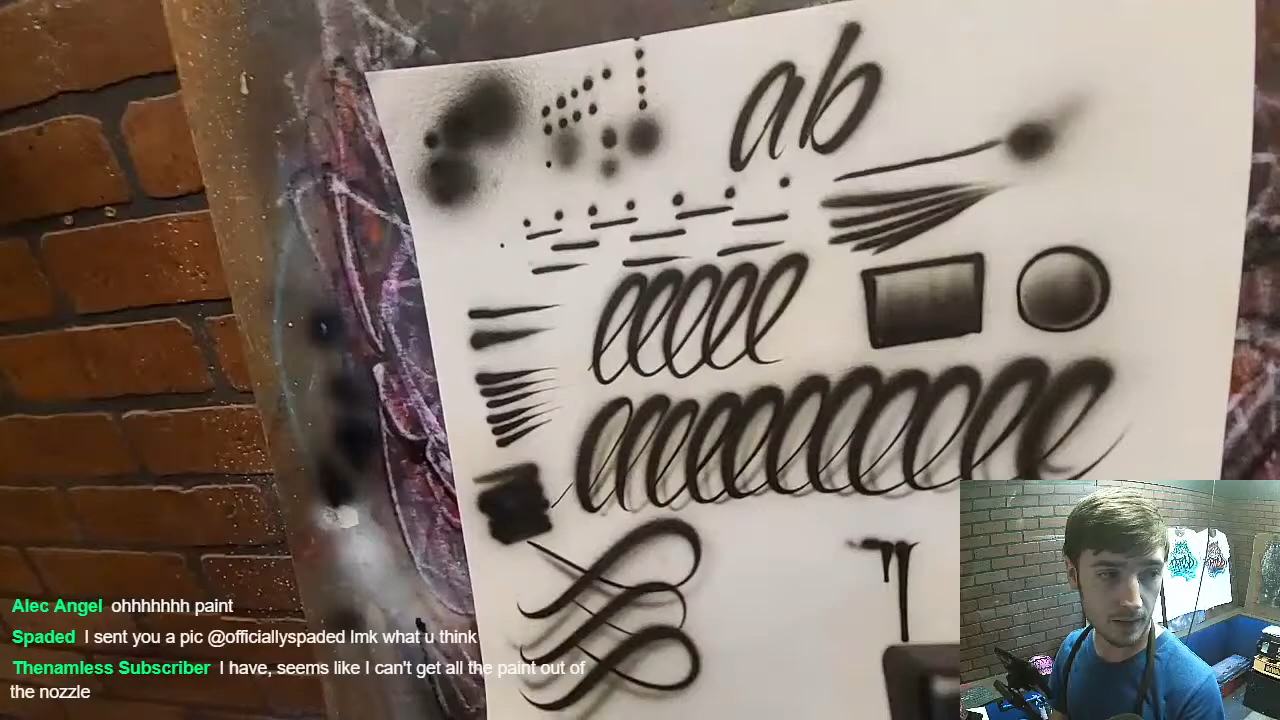 ab
Alec Angel ohhhhhhh paint
Spaded I sent you a pic @officiallyspaded lmk what u think
Thenamless Subscriber I have, seems like I can't get all the paint out of
the nozzle